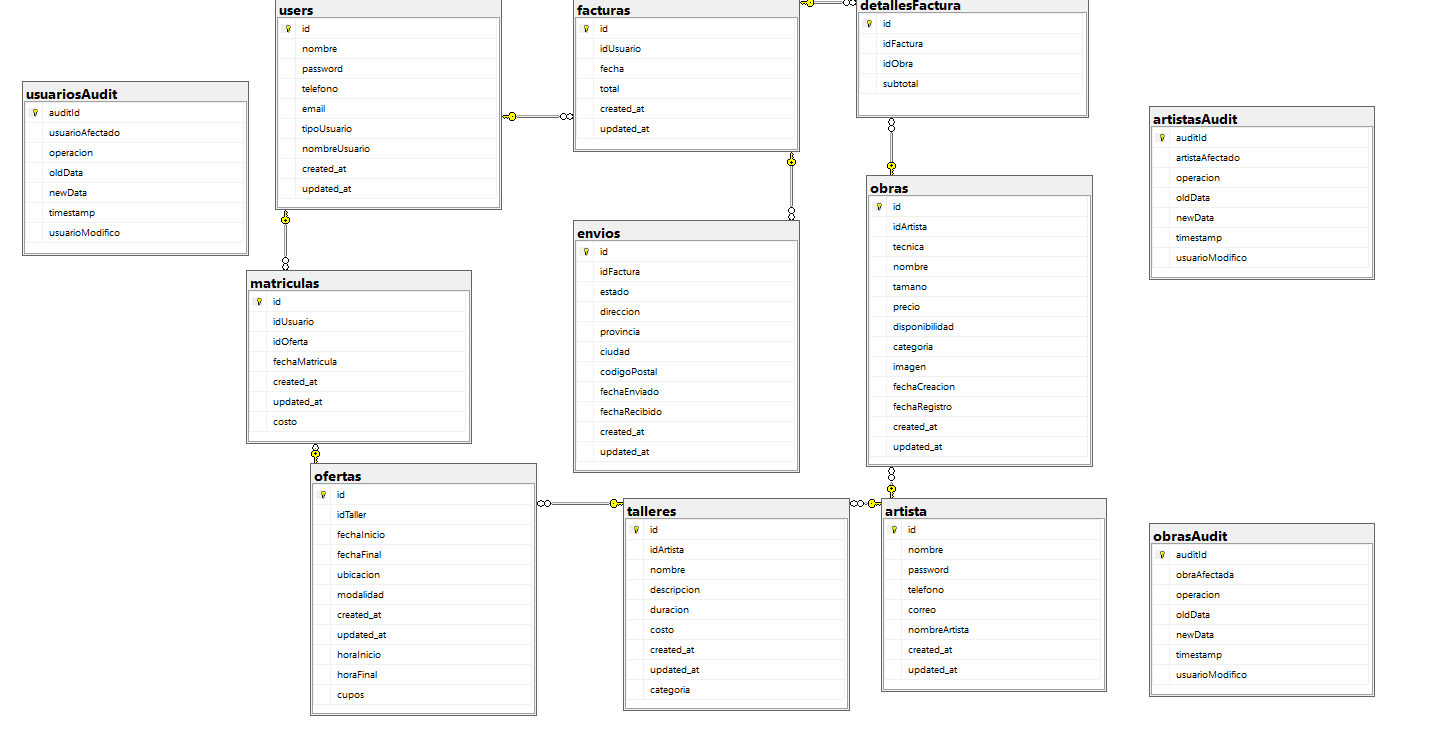 users
id
nombre
password
telefono
email
tipoUsuario
nombreUsuario
created_at
updated_at
facturas
id
idUsuario
fecha
total
created_at
updated_at
detallesFactura
id
idFactura
idObra
subtotal
usuariosAudit
auditId
usuarioAfectado
operacion
oldData
newData
timestamp
usuarioModifico
artistasAudit
auditId
artistaAfectado
operacion
oldData
newData
timestamp
usuarioModifico
obras
id
idArtista
tecnica
nombre
tamano
precio
disponibilidad
categoria
imagen
fechaCreacion
fechaRegistro
created_at
updated_at
envios
id
idFactura
estado
direccion
provincia
ciudad
codigoPostal
fechaEnviado
fechaRecibido
created_at
updated_at
matriculas
id
idUsuario
idOferta
fechaMatricula
created_at
updated_at
costo
ofertas
id
idTaller
fechaInicio
fechaFinal
ubicacion
modalidad
created_at
updated_at
horaInicio
horaFinal
cupos
talleres
id
idArtista
nombre
descripcion
duracion
costo
created_at
updated_at
categoria
artista
id
nombre
password
telefono
correo
nombreArtista
created_at
updated_at
obrasAudit
auditId
obraAfectada
operacion
oldData
newData
timestamp
usuarioModifico